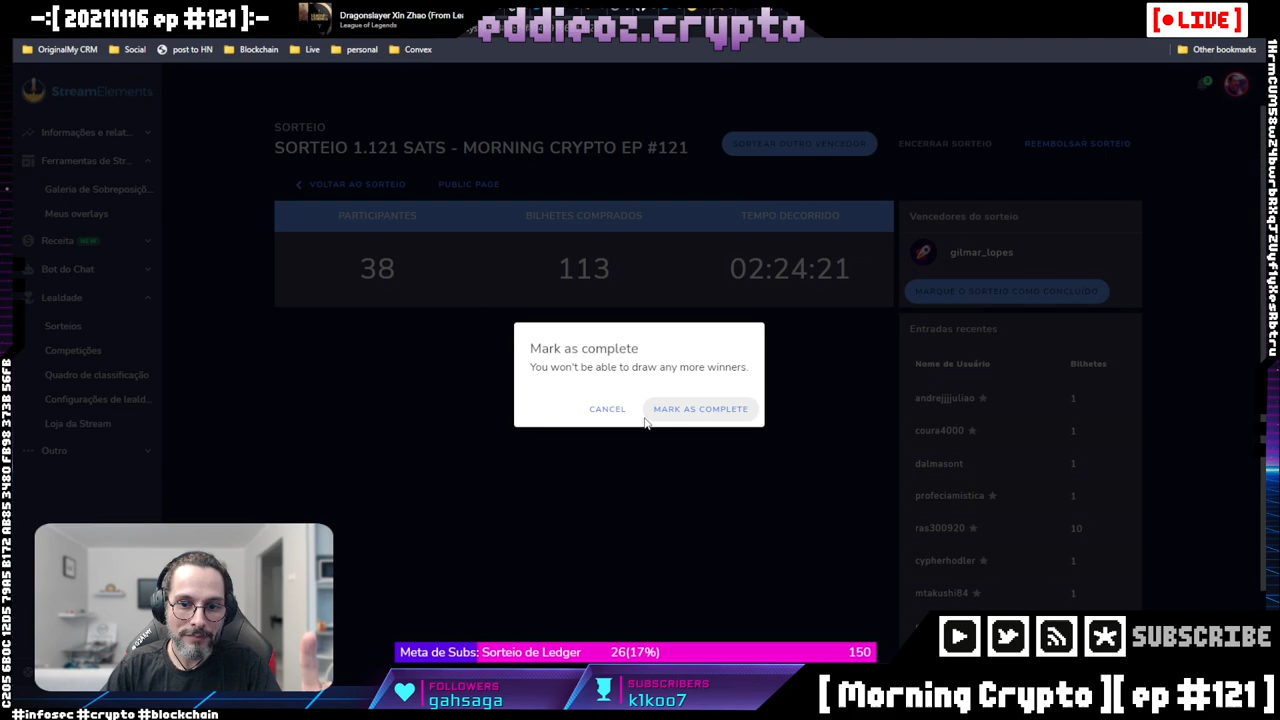 -:[ 20211116 ep #121 ]:-
Dragonslayer Xin Zhao (From Le
League of Legends
eddieoz.crypto
[● LIVE ]
OriginalMy CRM
Social
post to HN
Blockchain
Live
personal
Convex
Other bookmarks
StreamElements
Informações e relat...
Ferramentas de Str...
Galeria de Sobreposiçõ...
Meus overlays
Receita NEW
Bot do Chat
Lealdade
Sorteios
Competições
Quadro de classificação
Configurações de leald...
Loja da Stream
Outro
SORTEIO
SORTEIO 1.121 SATS - MORNING CRYPTO EP #121
SORTEAR OUTRO VENCEDOR
ENCERRAR SORTEIO
REEMBOLSAR SORTEIO
VOLTAR AO SORTEIO
PUBLIC PAGE
PARTICIPANTES
BILHETES COMPRADOS
TEMPO DECORRIDO
38
113
02:24:21
Vencedores do sorteio
gilmar_lopes
MARQUE O SORTEIO COMO CONCLUÍDO
Entradas recentes
Nome de Usuário
Bilhetes
andrejjjjuliao ★ 1
coura4000 ★ 1
dalmasont 1
profeciamistica ★ 1
ras300920 ★ 10
cypherhodler ★ 1
mtakushi84 ★ 1
Mark as complete
You won't be able to draw any more winners.
CANCEL
MARK AS COMPLETE
Meta de Subs: Sorteio de Ledger 26(17%) 150
FOLLOWERS
gahsaga
SUBSCRIBERS
k1koo7
SUBSCRIBE
[ Morning Crypto ][ ep #121 ]
#infosec #crypto #blockchain